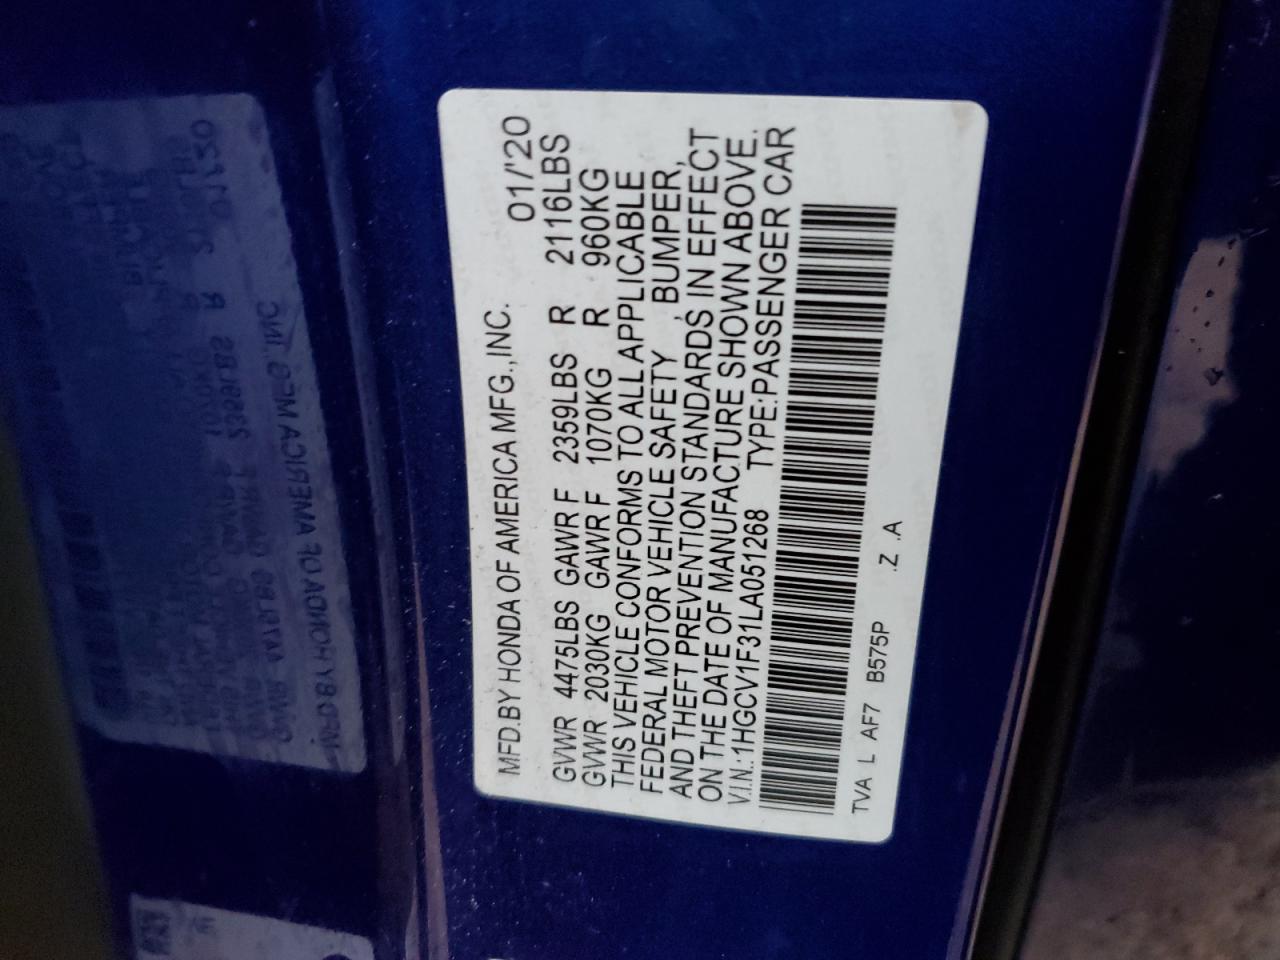 MFD.BY HONDA OF AMERICA MFG.,INC. 01/'20
GVWR 4475LBS GAWR F 2359LBS R 2116LBS
GVWR 2030KG GAWR F 1070KG R 960KG
THIS VEHICLE CONFORMS TO ALL APPLICABLE
FEDERAL MOTOR VEHICLE SAFETY, BUMPER,
AND THEFT PREVENTION STANDARDS IN EFFECT
ON THE DATE OF MANUFACTURE SHOWN ABOVE.
V.I.N.:1HGCV1F31LA051268 TYPE:PASSENGER CAR
TVA L AF7 B575P .Z .A